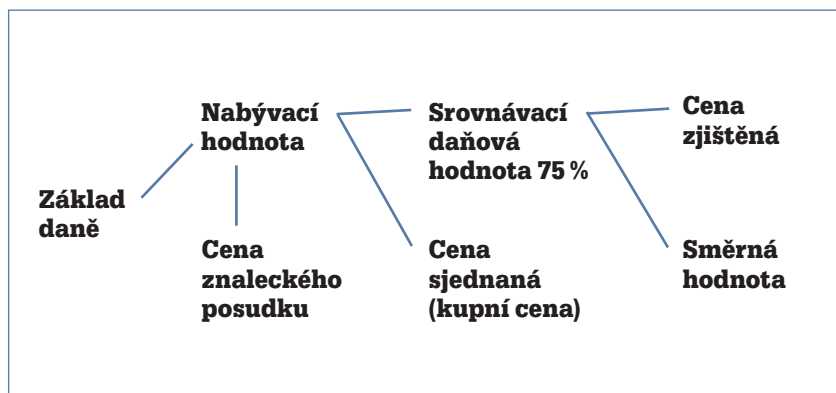 Nabývací
hodnota
Srovnávací
daňová
hodnota 75 %
Cena
zjištěná
Základ
daně
Cena
znaleckého
posudku
Cena
sjednaná
(kupní cena)
Směrná
hodnota